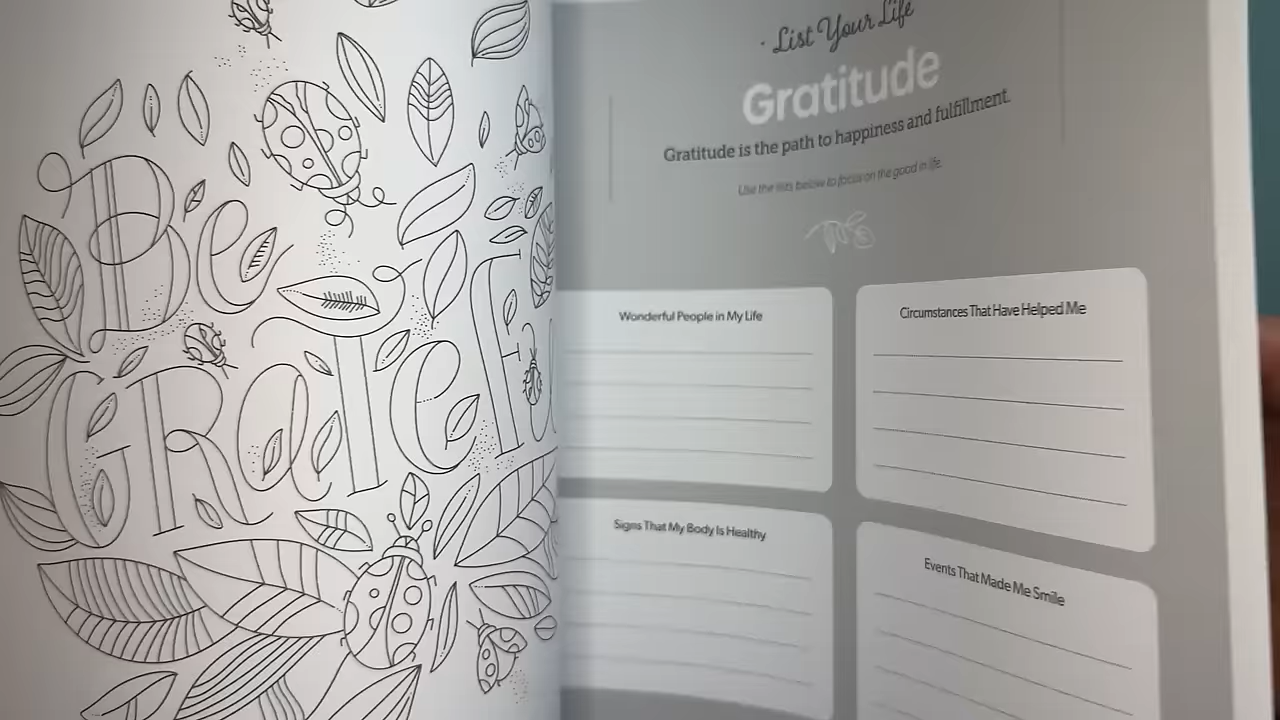 Be
Gratefu
· List Your Life
Gratitude
Gratitude is the path to happiness and fulfillment.
Use the lists below to focus on the good in life.
Wonderful People in My Life
Circumstances That Have Helped Me
Signs That My Body Is Healthy
Events That Made Me Smile